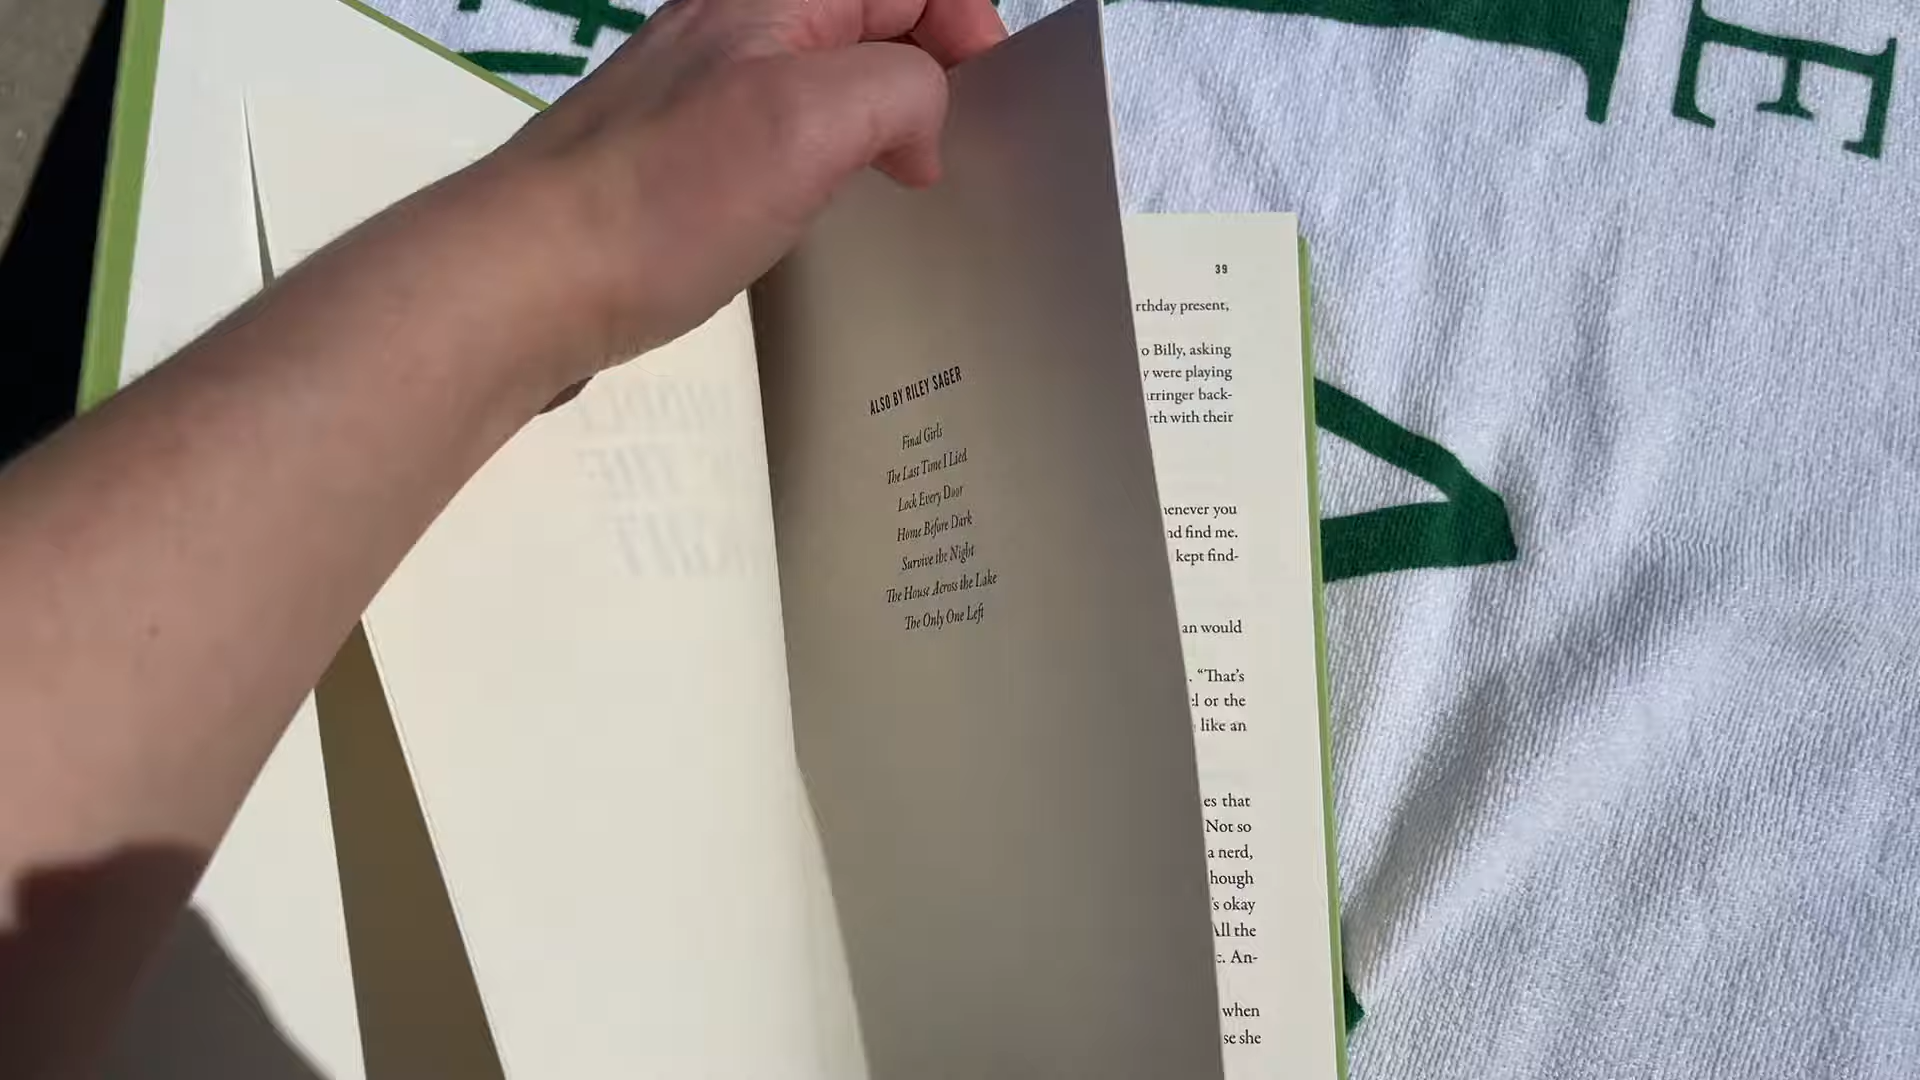 ALSO BY RILEY SAGER
Final Girls
The Last Time I Lied
Lock Every Door
Home Before Dark
Survive the Night
The House Across the Lake
The Only One Left
39
rthday present,
o Billy, asking
y were playing
rringer back-
rth with their
enever you
nd find me.
kept find-
an would
. “That’s
l or the
like an
es that
Not so
a nerd,
hough
’s okay
All the
c. An-
when
se she
E